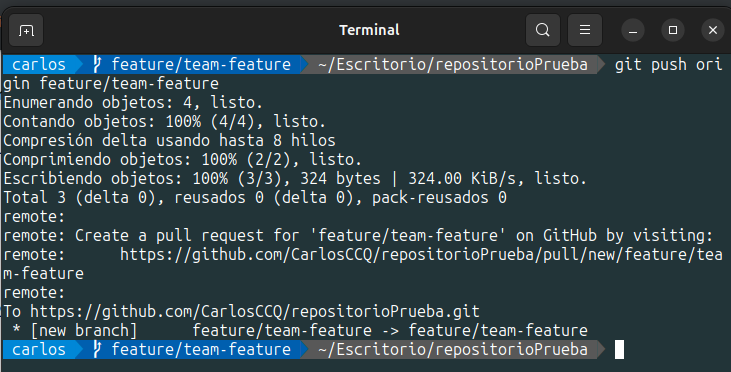 Terminal
carlos feature/team-feature ~/Escritorio/repositorioPrueba git push ori
gin feature/team-feature
Enumerando objetos: 4, listo.
Contando objetos: 100% (4/4), listo.
Compresión delta usando hasta 8 hilos
Comprimiendo objetos: 100% (2/2), listo.
Escribiendo objetos: 100% (3/3), 324 bytes | 324.00 KiB/s, listo.
Total 3 (delta 0), reusados 0 (delta 0), pack-reusados 0
remote:
remote: Create a pull request for 'feature/team-feature' on GitHub by visiting:
remote:      https://github.com/CarlosCCQ/repositorioPrueba/pull/new/feature/tea
m-feature
remote:
To https://github.com/CarlosCCQ/repositorioPrueba.git
 * [new branch]      feature/team-feature -> feature/team-feature
carlos feature/team-feature ~/Escritorio/repositorioPrueba